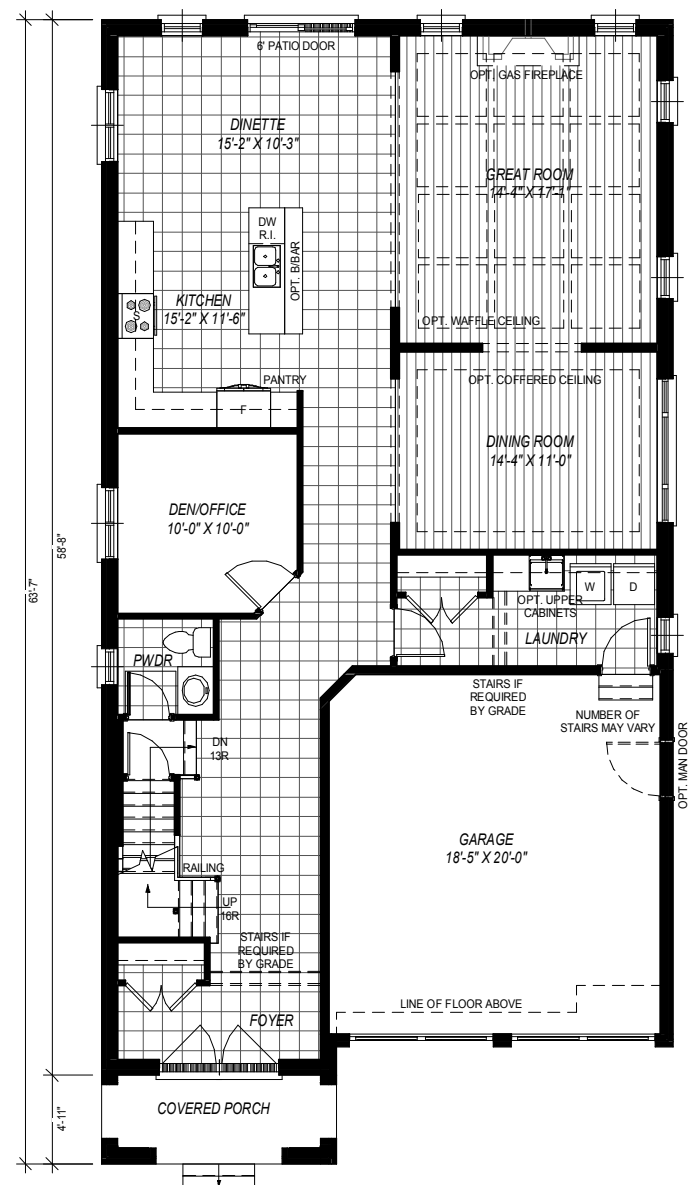 6' PATIO DOOR
OPT. GAS FIREPLACE
DINETTE
15'-2" X 10'-3"
GREAT ROOM
14'-4" X 17'-1"
DW
R.I.
OPT. B/BAR
KITCHEN
15'-2" X 11'-6"
S
OPT. WAFFLE CEILING
PANTRY
F
OPT. COFFERED CEILING
DINING ROOM
14'-4" X 11'-0"
DEN/OFFICE
10'-0" X 10'-0"
63'-7"
58'-8"
W
D
OPT. UPPER
CABINETS
LAUNDRY
PWDR
STAIRS IF
REQUIRED
BY GRADE
NUMBER OF
STAIRS MAY VARY
OPT. MAN DOOR
DN
13R
GARAGE
18'-5" X 20'-0"
RAILING
UP
16R
STAIRS IF
REQUIRED
BY GRADE
LINE OF FLOOR ABOVE
FOYER
COVERED PORCH
4'-11"